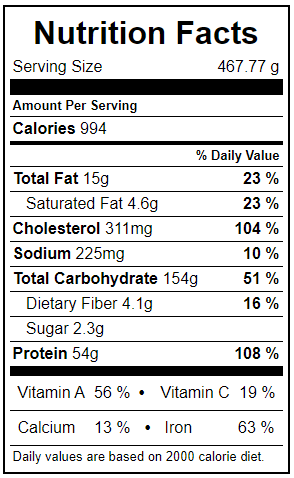 Nutrition Facts
Serving Size 467.77 g
Amount Per Serving
Calories 994
% Daily Value
Total Fat 15g 23 %
Saturated Fat 4.6g 23 %
Cholesterol 311mg 104 %
Sodium 225mg 10 %
Total Carbohydrate 154g 51 %
Dietary Fiber 4.1g 16 %
Sugar 2.3g
Protein 54g 108 %
Vitamin A 56 % • Vitamin C 19 %
Calcium 13 % • Iron 63 %
Daily values are based on 2000 calorie diet.